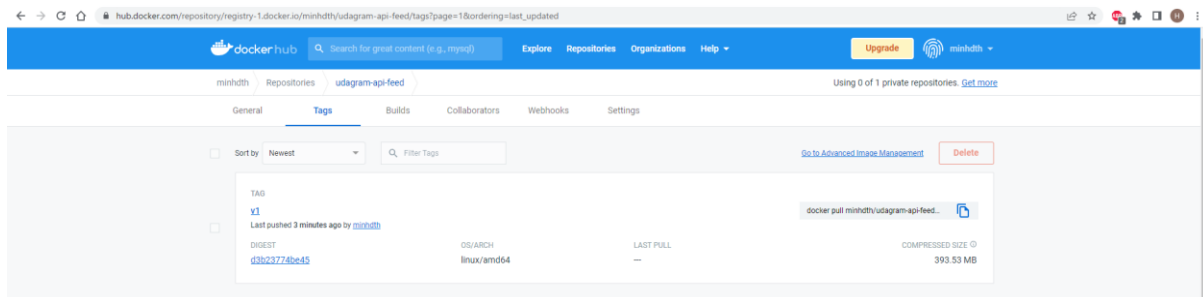 hub.docker.com/repository/registry-1.docker.io/minhdth/udagram-api-feed/tags?page=1&ordering=last_updated
H
dockerhub Search for great content (e.g., mysql) Explore Repositories Organizations Help Upgrade minhdth
minhdth Repositories udagram-api-feed Using 0 of 1 private repositories. Get more
General Tags Builds Collaborators Webhooks Settings
Sort by Newest Filter Tags Go to Advanced Image Management Delete
TAG
v1 docker pull minhdth/udagram-api-feed...
Last pushed 3 minutes ago by minhdth
DIGEST OS/ARCH LAST PULL COMPRESSED SIZE
d3b23774be45 linux/amd64 --- 393.53 MB